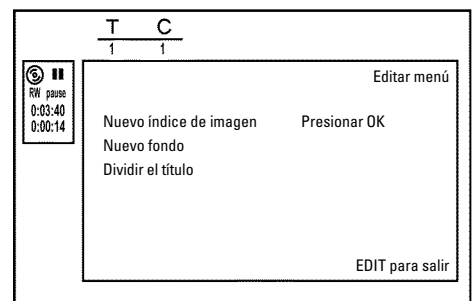 T C
1 1
RW pause
0:03:40
0:00:14
Editar menú
Nuevo índice de imagen Presionar OK
Nuevo fondo
Dividir el título
EDIT para salir